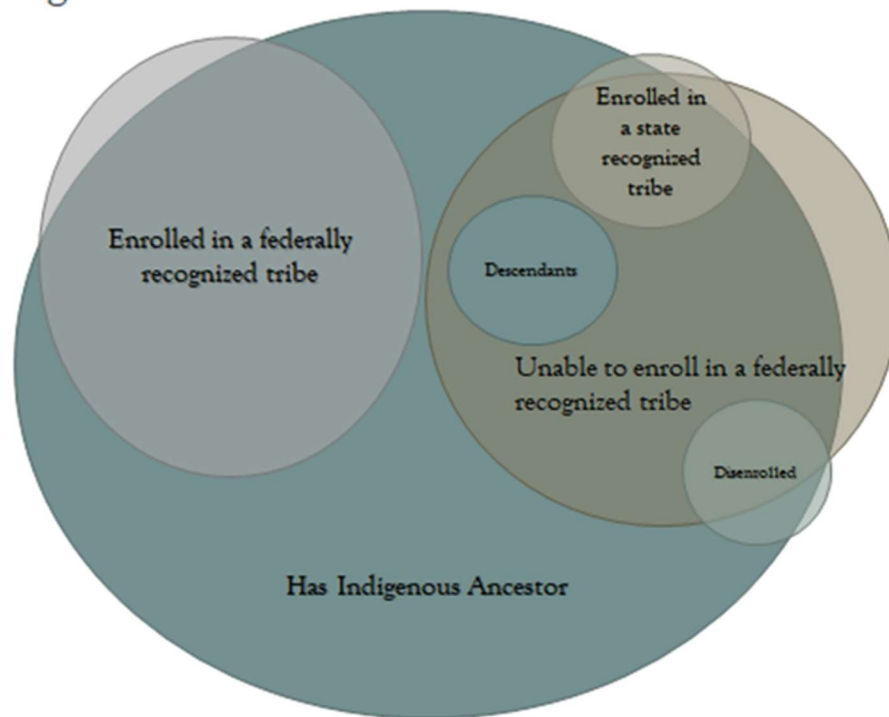 Enrolled in
a state
recognized
tribe
Enrolled in a federally
recognized tribe
Descendants
Unable to enroll in a federally
recognized tribe
Disenrolled
Has Indigenous Ancestor